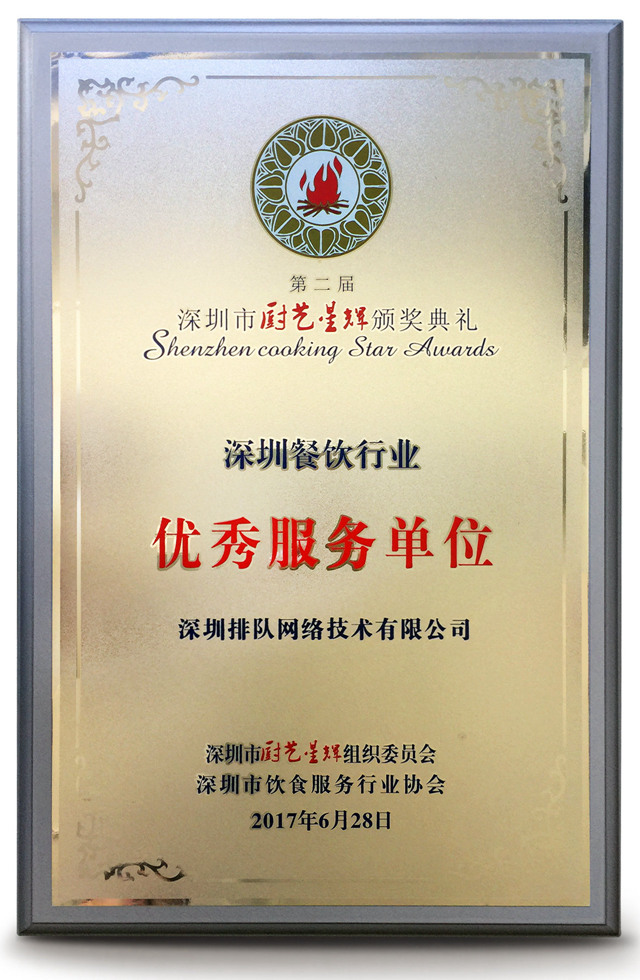 第二届
深圳市厨艺星辉颁奖典礼
Shenzhen cooking Star Awards
深圳餐饮行业
优秀服务单位
深圳排队网络技术有限公司
深圳市厨艺星辉组织委员会
深圳市饮食服务行业协会
2017年6月28日